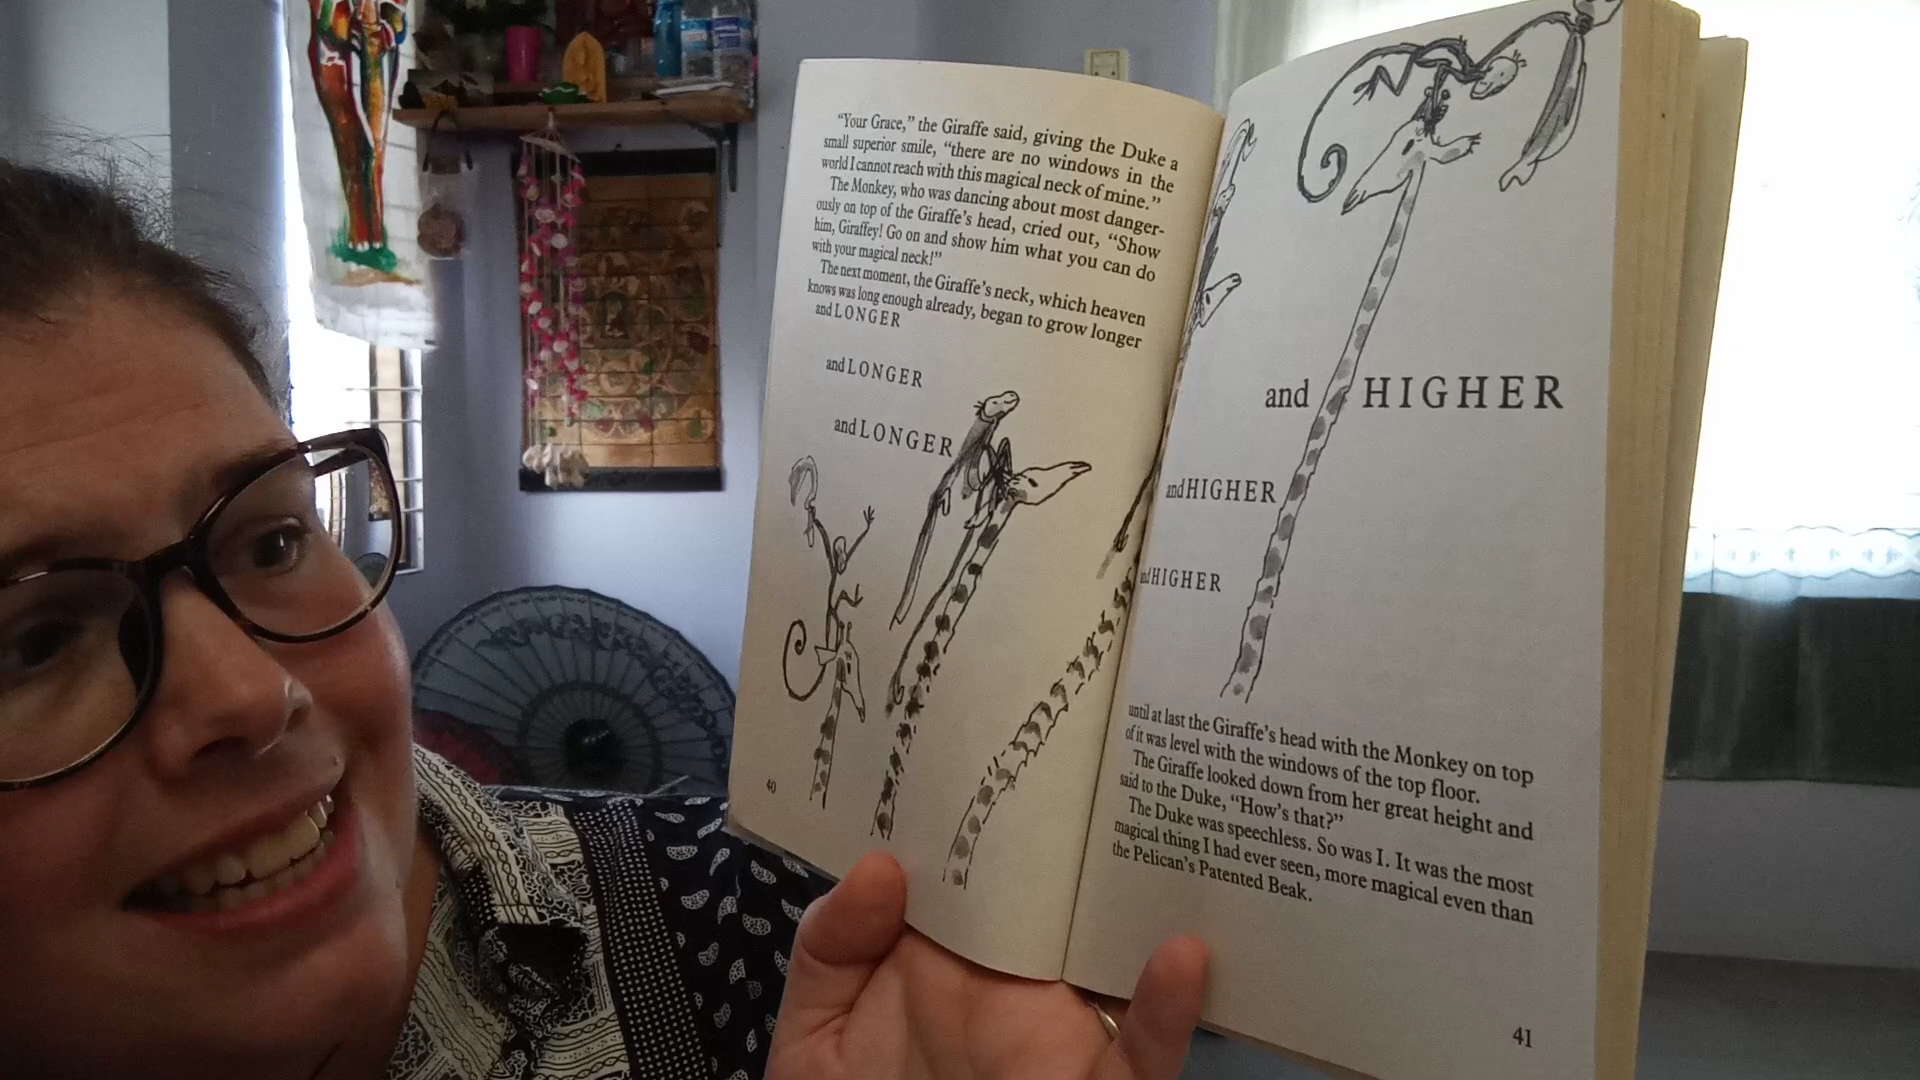 “Your Grace,” the Giraffe said, giving the Duke a
small superior smile, “there are no windows in the
world I cannot reach with this magical neck of mine.”
The Monkey, who was dancing about most danger-
ously on top of the Giraffe’s head, cried out, “Show
him, Giraffey! Go on and show him what you can do
with your magical neck!”
The next moment, the Giraffe’s neck, which heaven
knows was long enough already, began to grow longer
and LONGER
and LONGER
and LONGER
40
and HIGHER
and HIGHER
and HIGHER
until at last the Giraffe’s head with the Monkey on top
of it was level with the windows of the top floor.
The Giraffe looked down from her great height and
said to the Duke, “How’s that?”
The Duke was speechless. So was I. It was the most
magical thing I had ever seen, more magical even than
the Pelican’s Patented Beak.
41